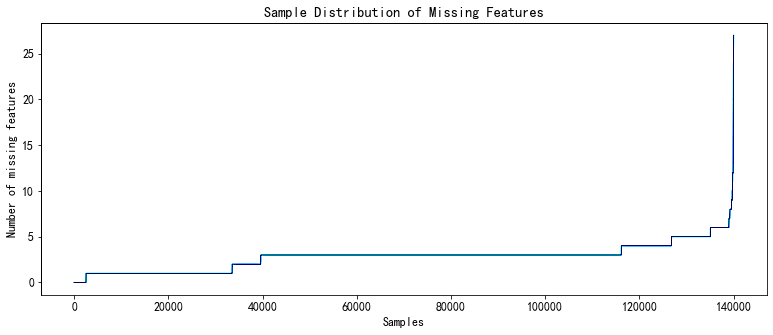 Sample Distribution of Missing Features
Number of missing features
25
20
15
10
5
0
0 20000 40000 60000 80000 100000 120000 140000
Samples